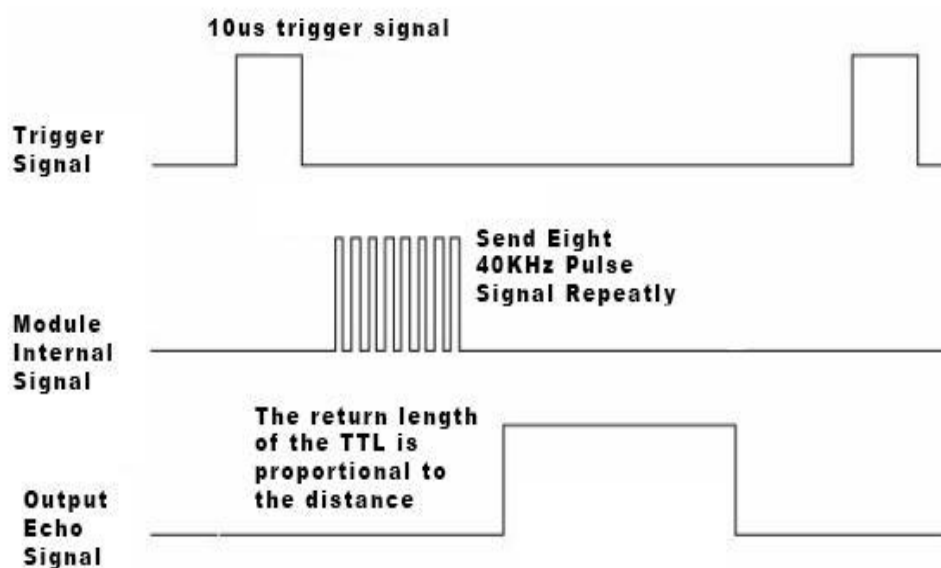 10us trigger signal
Trigger
Signal
Send Eight
40KHz Pulse
Signal Repeatly
Module
Internal
Signal
The return length
of the TTL is
proportional to
the distance
Output
Echo
Signal